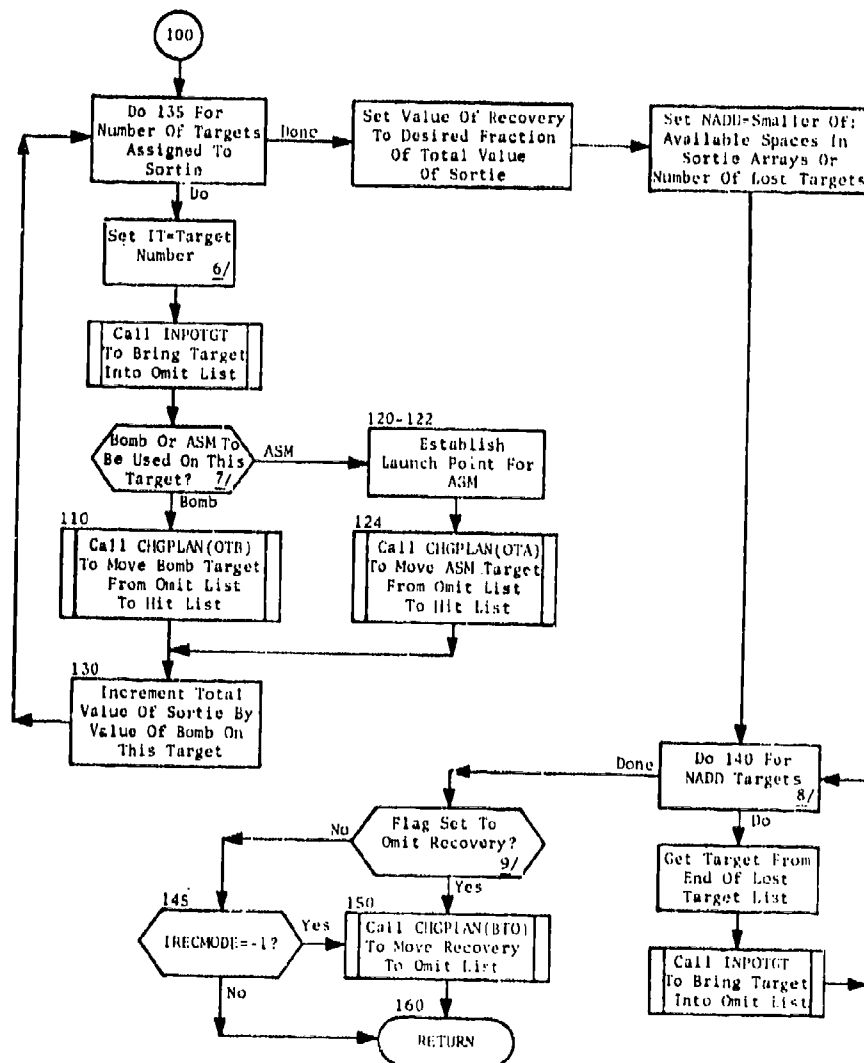 100
Do 135 For
Number Of Targets
Assigned To
Sortie
Done
Do
Set Value Of Recovery
To Desired Fraction
Of Total Value
Of Sortie
Set NADD=Smaller Of:
Available Spaces In
Sortie Arrays Or
Number Of Lost Targets
Set IT=Target
Number
6/
Call INPOTGT
To Bring Target
Into Omit List
Bomb Or ASM To
Be Used On This
Target? 7/
ASM
Bomb
120-122
Establish
Launch Point For
ASM
110
Call CHGPLAN(OTB)
To Move Bomb Target
From Omit List
To Hit List
124
Call CHGPLAN(OTA)
To Move ASM Target
From Omit List
To Hit List
130
Increment Total
Value Of Sortie By
Value Of Bomb On
This Target
Do 140 For
NADD Targets
8/
Done
Do
Get Target From
End Of Lost
Target List
Call INPOTGT
To Bring Target
Into Omit List
Flag Set To
Omit Recovery?
9/
No
Yes
145
IRECMODE=-1?
Yes
No
150
Call CHGPLAN(BTO)
To Move Recovery
To Omit List
160
RETURN